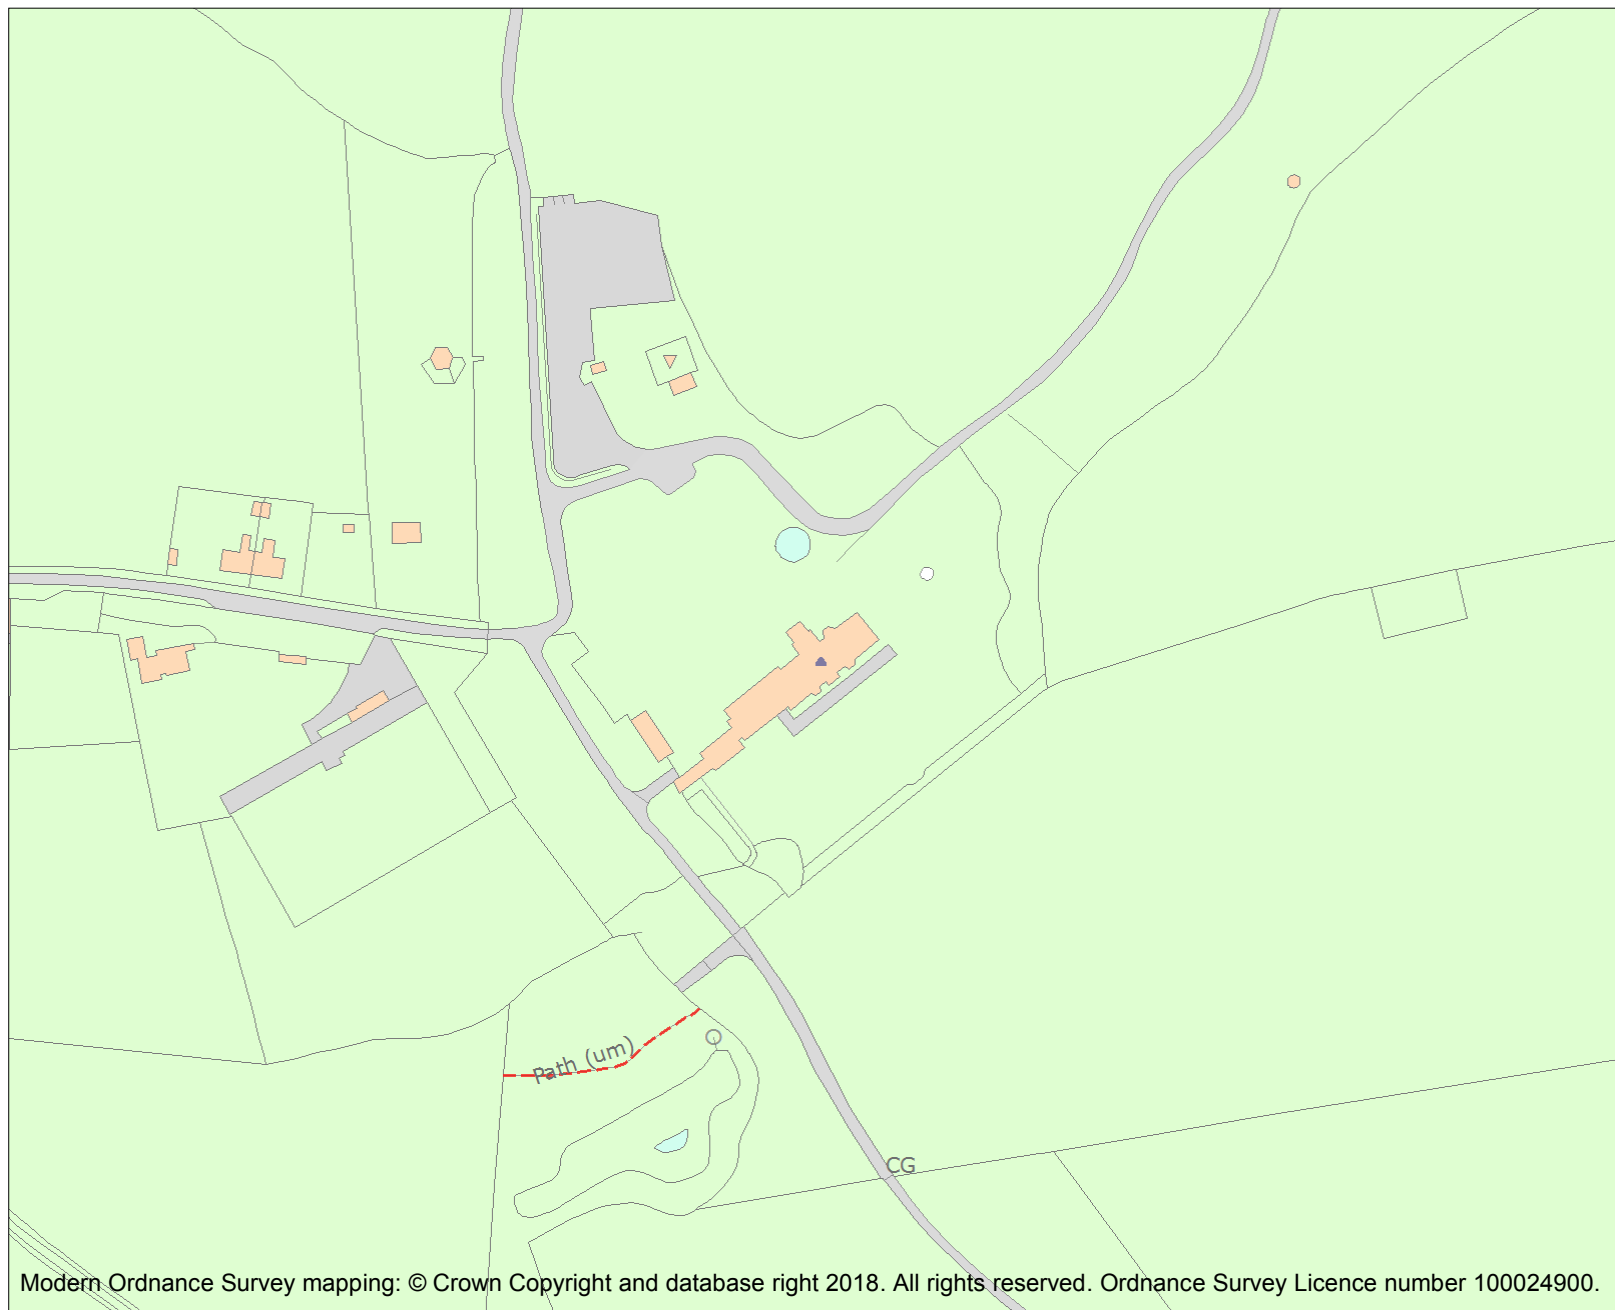 Path (um)
CG
Modern Ordnance Survey mapping: © Crown Copyright and database right 2018. All rights reserved. Ordnance Survey Licence number 100024900.